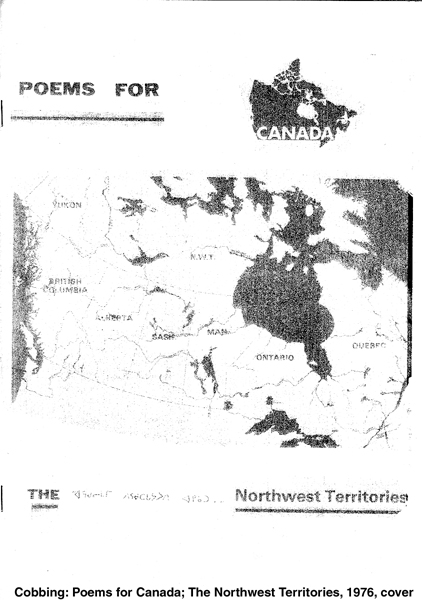 POEMS FOR
CANADA
YUKON
N.W.T.
BRITISH
COLUMBIA
ALBERTA
SASK
MAN
QUEBEC
ONTARIO
THE
Northwest Territories
Cobbing: Poems for Canada; The Northwest Territories, 1976, cover